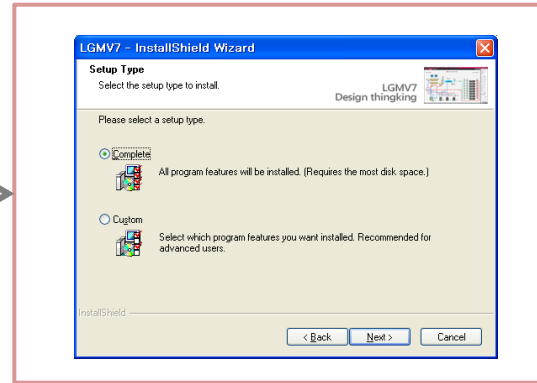 LGMV7 - InstallShield Wizard
Setup Type
Select the setup type to install.
LGMV7
Design thingking
Please select a setup type.
Complete
All program features will be installed. (Requires the most disk space.)
Custom
Select which program features you want installed. Recommended for
advanced users.
InstallShield
< Back
Next >
Cancel